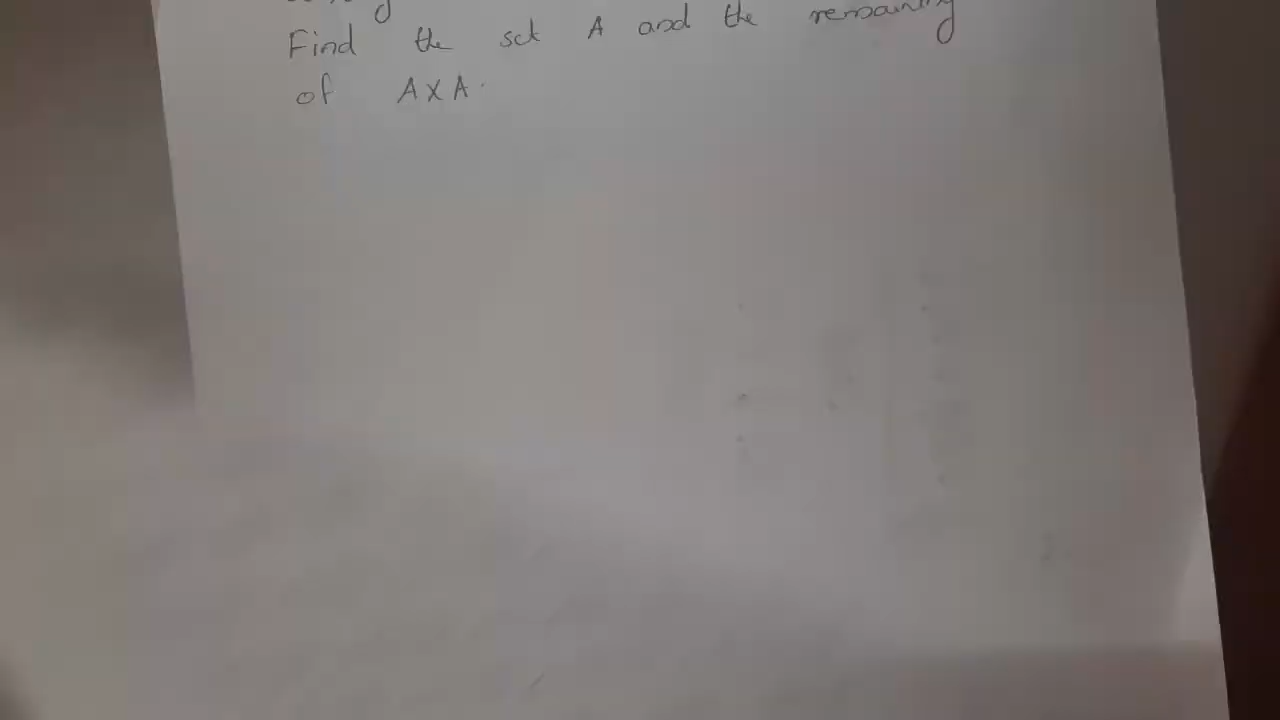 Find the set A and the remaining
of A X A.